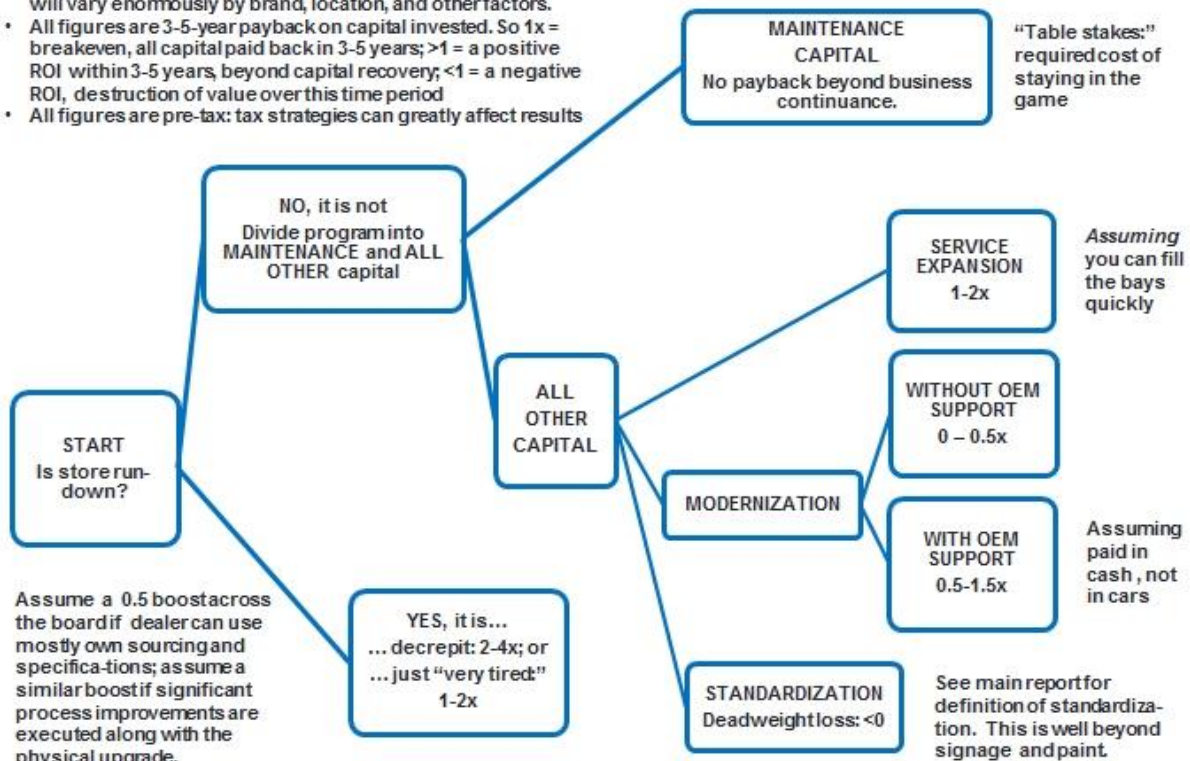 will vary enormously by brand, location, and other factors.
• All figures are 3-5-year payback on capital invested. So 1x =
breakeven, all capital paid back in 3-5 years; >1 = a positive
ROI within 3-5 years, beyond capital recovery; <1 = a negative
ROI, destruction of value over this time period
• All figures are pre-tax: tax strategies can greatly affect results
MAINTENANCE
CAPITAL
No payback beyond business
continuance.
“Table stakes:”
required cost of
staying in the
game
NO, it is not
Divide program into
MAINTENANCE and ALL
OTHER capital
SERVICE
EXPANSION
1-2x
Assuming
you can fill
the bays
quickly
ALL
OTHER
CAPITAL
WITHOUT OEM
SUPPORT
0 – 0.5x
START
Is store run-
down?
MODERNIZATION
WITH OEM
SUPPORT
0.5-1.5x
Assuming
paid in
cash , not
in cars
Assume a 0.5 boost across
the board if dealer can use
mostly own sourcing and
specifica-tions; assume a
similar boost if significant
process improvements are
executed along with the
physical upgrade.
YES, it is…
… decrepit: 2-4x; or
… just “very tired:”
1-2x
STANDARDIZATION
Deadweight loss: <0
See main report for
definition of standardiza-
tion. This is well beyond
signage and paint.